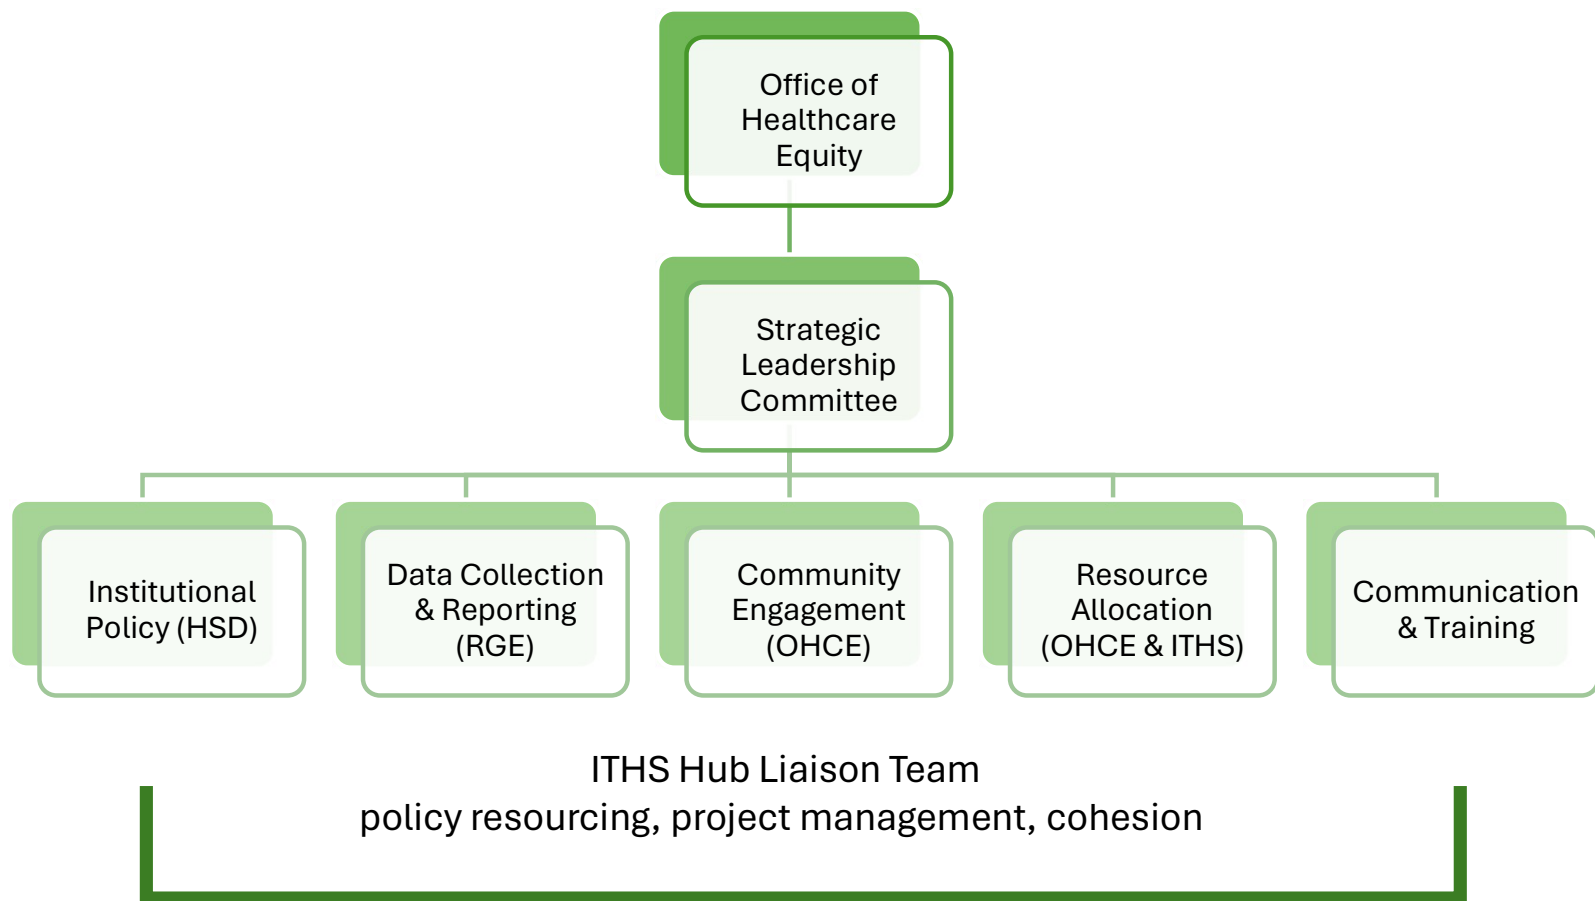 Office of
Healthcare
Equity
Strategic
Leadership
Committee
Institutional
Policy (HSD)
Data Collection
& Reporting
(RGE)
Community
Engagement
(OHCE)
Resource
Allocation
(OHCE & ITHS)
Communication
& Training
ITHS Hub Liaison Team
policy resourcing, project management, cohesion